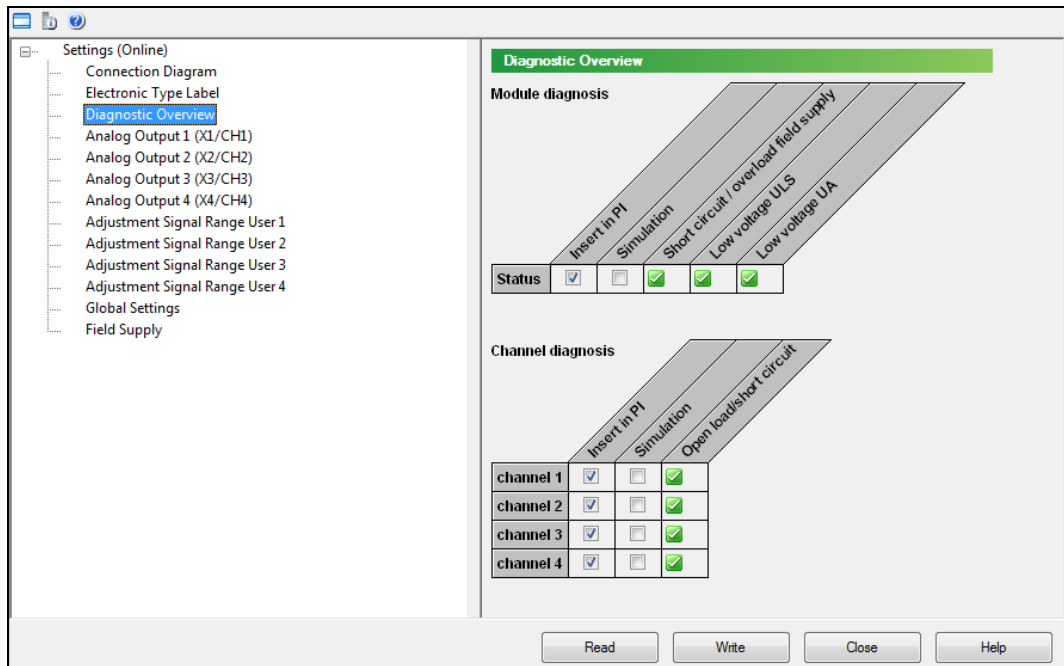 Settings (Online)
Connection Diagram
Electronic Type Label
Diagnostic Overview
Analog Output 1 (X1/CH1)
Analog Output 2 (X2/CH2)
Analog Output 3 (X3/CH3)
Analog Output 4 (X4/CH4)
Adjustment Signal Range User 1
Adjustment Signal Range User 2
Adjustment Signal Range User 3
Adjustment Signal Range User 4
Global Settings
Field Supply
Diagnostic Overview
Module diagnosis
Insert in PI
Simulation
Short circuit / overload field supply
Low voltage ULS
Low voltage UA
Status
Channel diagnosis
Insert in PI
Simulation
Open load/short circuit
channel 1
channel 2
channel 3
channel 4
Read Write Close Help